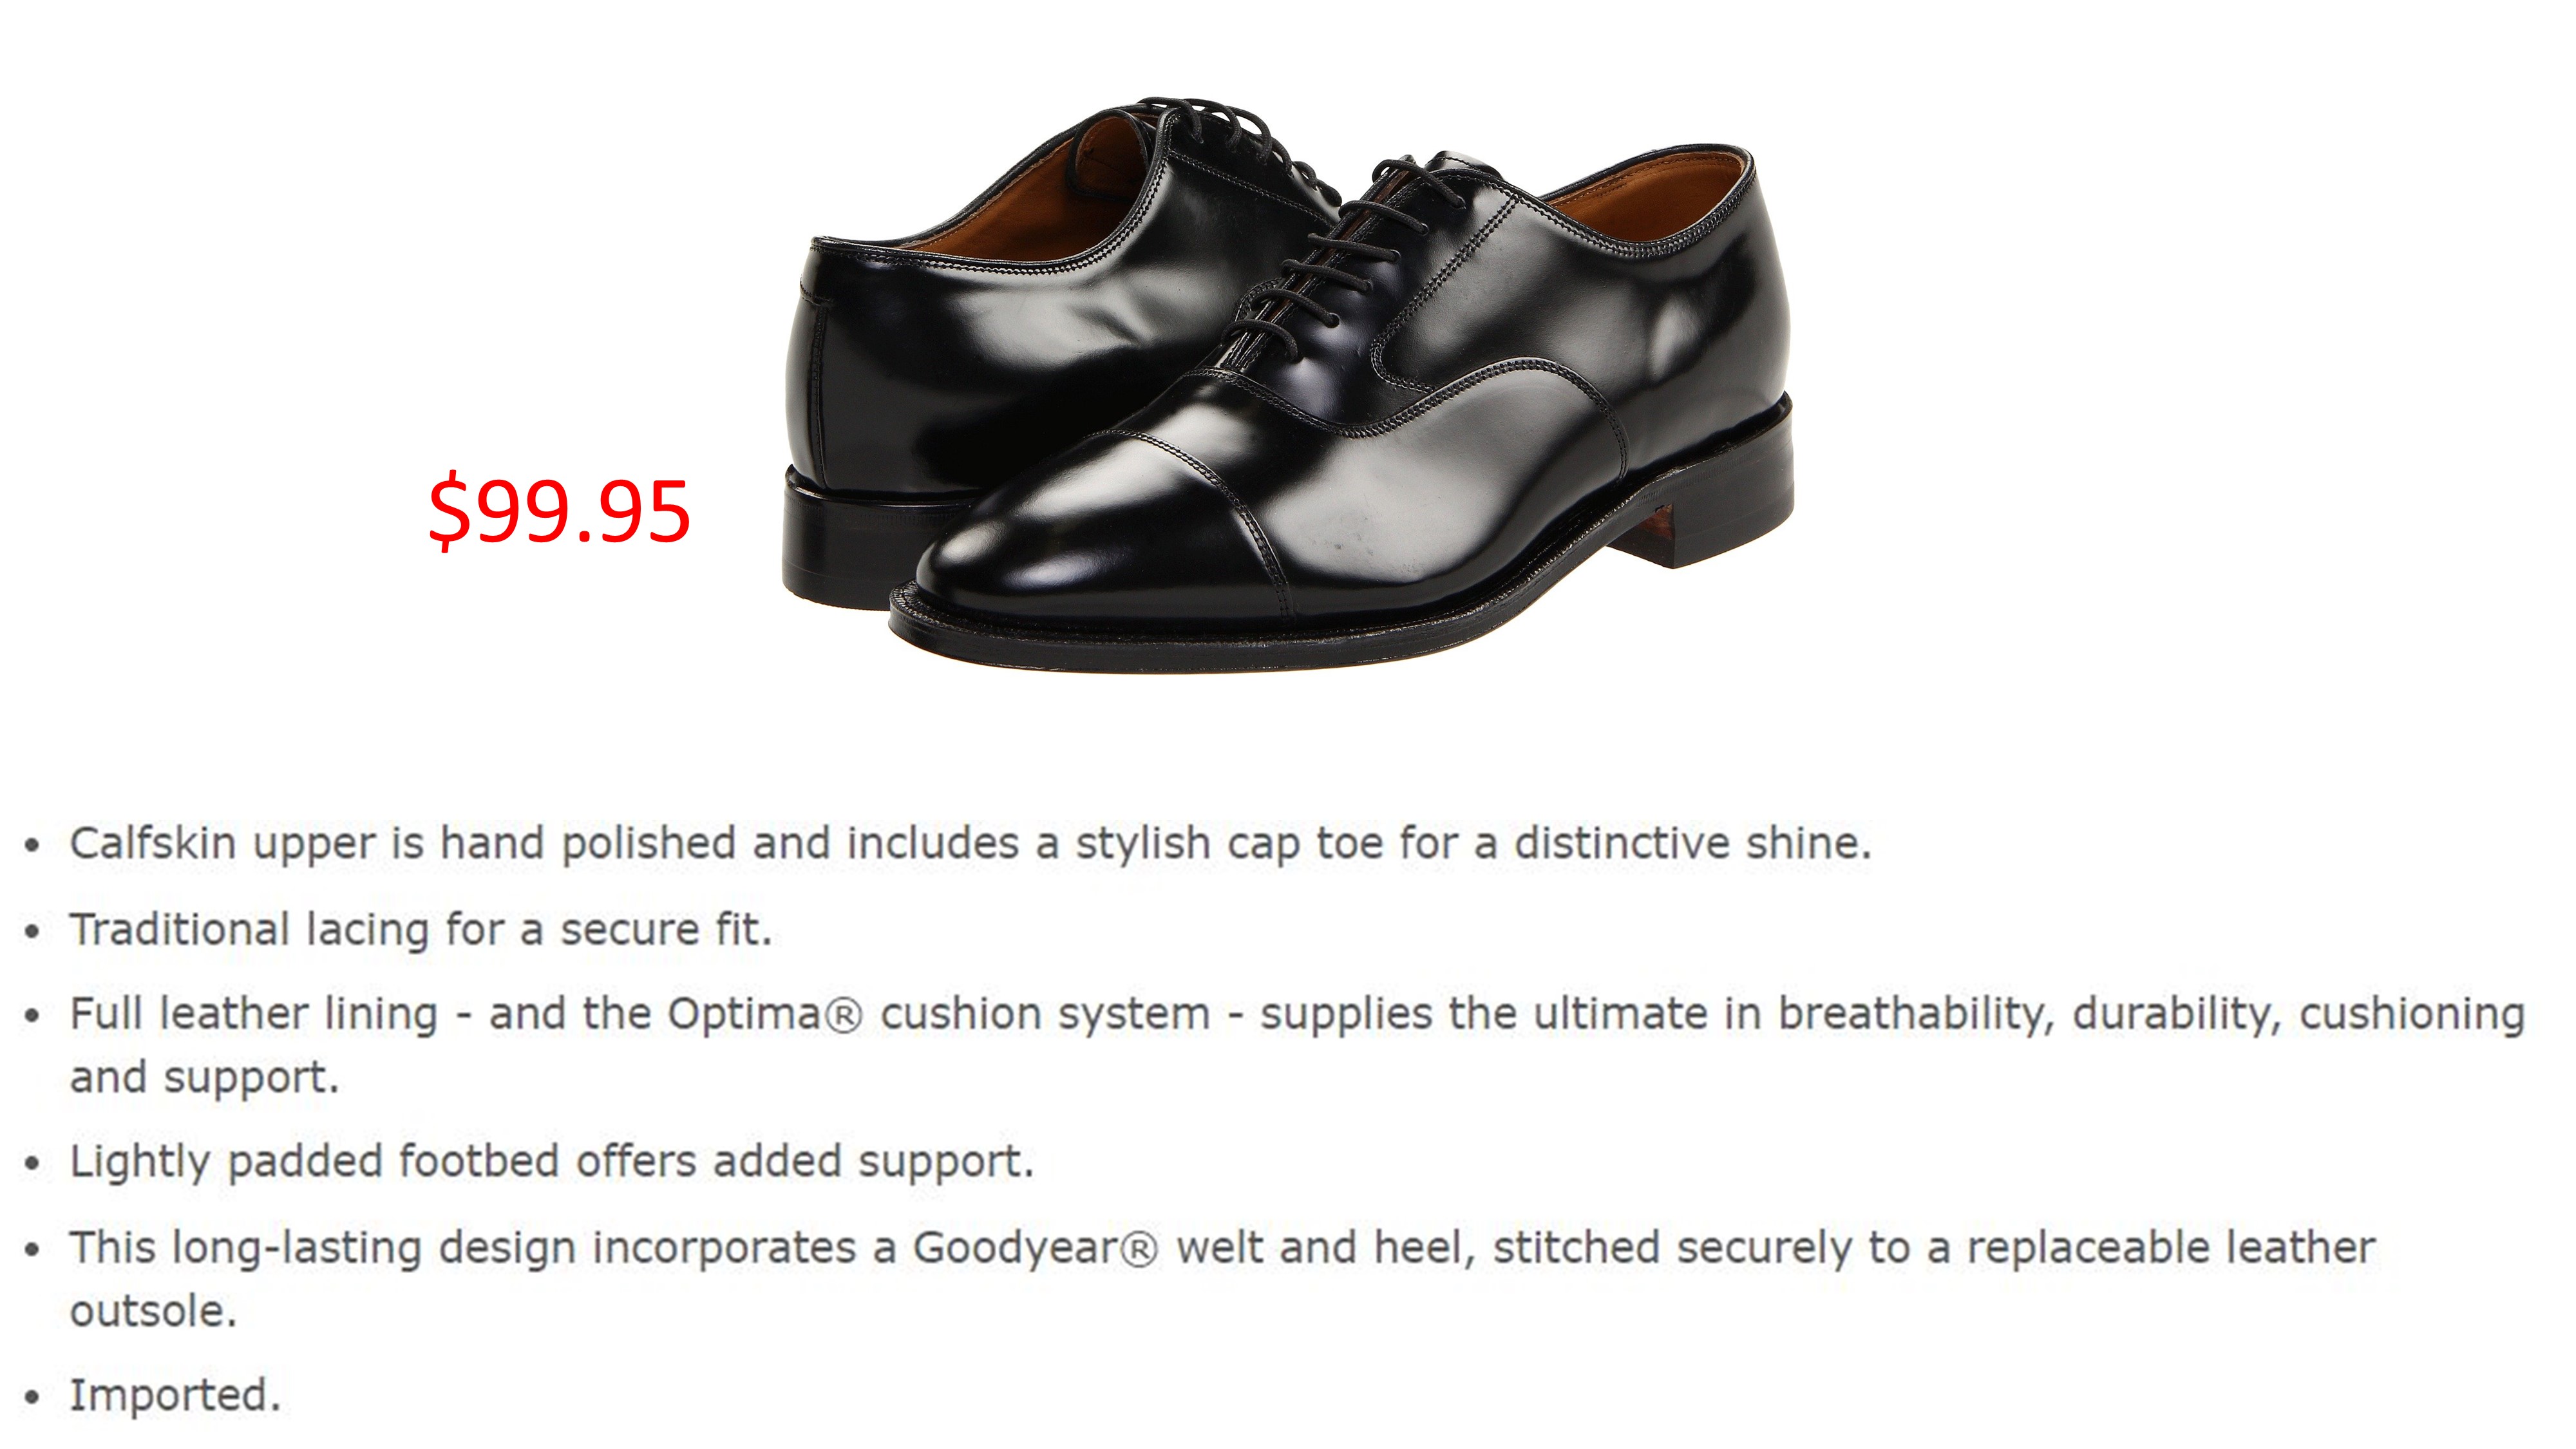 $99.95
• Calfskin upper is hand polished and includes a stylish cap toe for a distinctive shine.
• Traditional lacing for a secure fit.
• Full leather lining - and the Optima® cushion system - supplies the ultimate in breathability, durability, cushioning
and support.
• Lightly padded footbed offers added support.
• This long-lasting design incorporates a Goodyear® welt and heel, stitched securely to a replaceable leather
outsole.
• Imported.